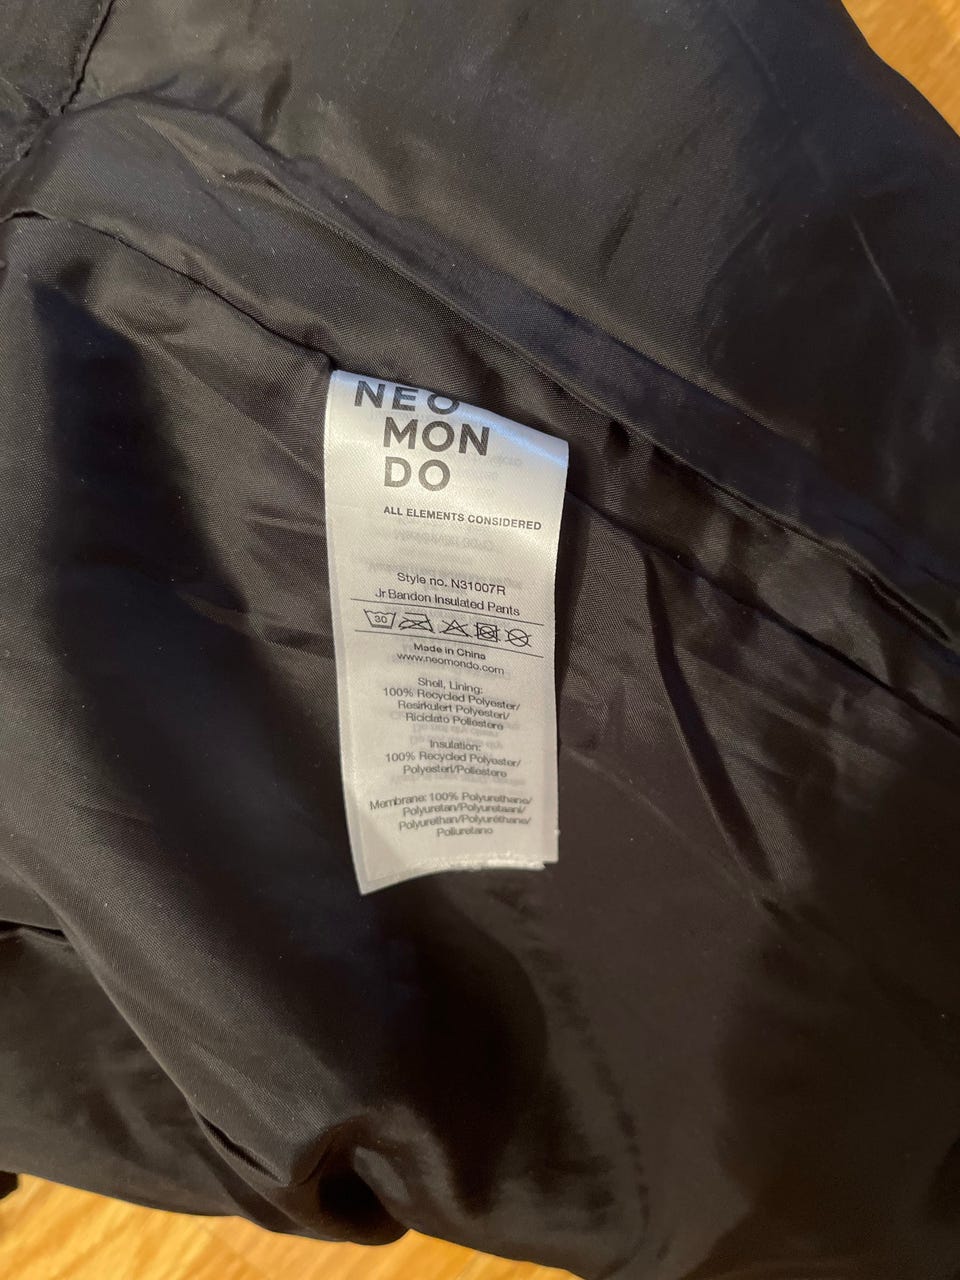 NEO
MON
DO
ALL ELEMENTS CONSIDERED
Style no. N31007R
Jr Bandon Insulated Pants
30
Made in China
www.neomondo.com
Shell, Lining:
100% Recycled Polyester/
Resirkulert Polyesteri/
Riciclato Poliestere
Insulation:
100% Recycled Polyester/
Polyesteri/Poliestere
Membrane: 100% Polyurethane/
Polyuretan/Polyuretaani/
Polyurethan/Polyuréthane/
Poliuretano